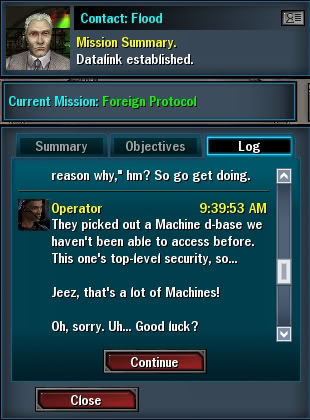 Contact: Flood
Mission Summary.
Datalink established.
Current Mission: Foreign Protocol
Summary
Objectives
Log
reason why," hm? So go get doing.
Operator 9:39:53 AM
They picked out a Machine d-base we
haven't been able to access before.
This one's top-level security, so...
Jeez, that's a lot of Machines!
Oh, sorry. Uh... Good luck?
Continue
Close